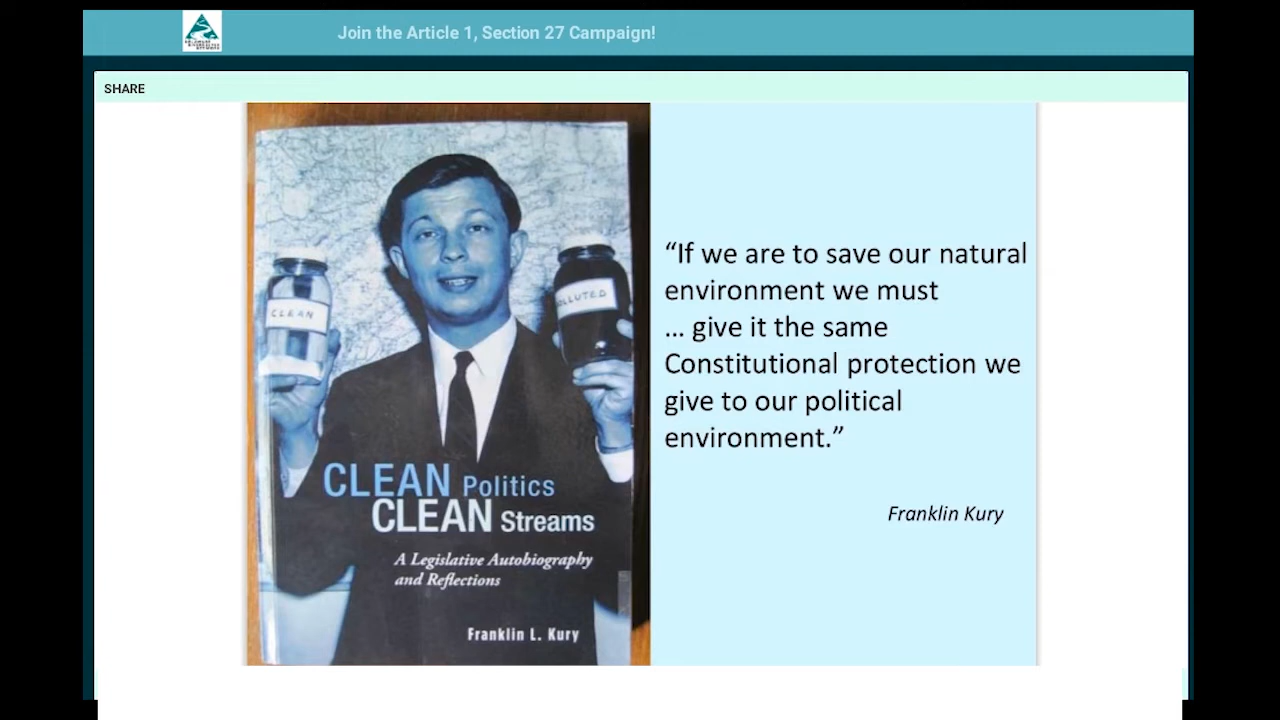 Join the Article 1, Section 27 Campaign!
SHARE
CLEAN
CLEAN Politics
CLEAN Streams
A Legislative Autobiography
and Reflections
Franklin L. Kury
“If we are to save our natural
environment we must
... give it the same
Constitutional protection we
give to our political
environment.”
Franklin Kury